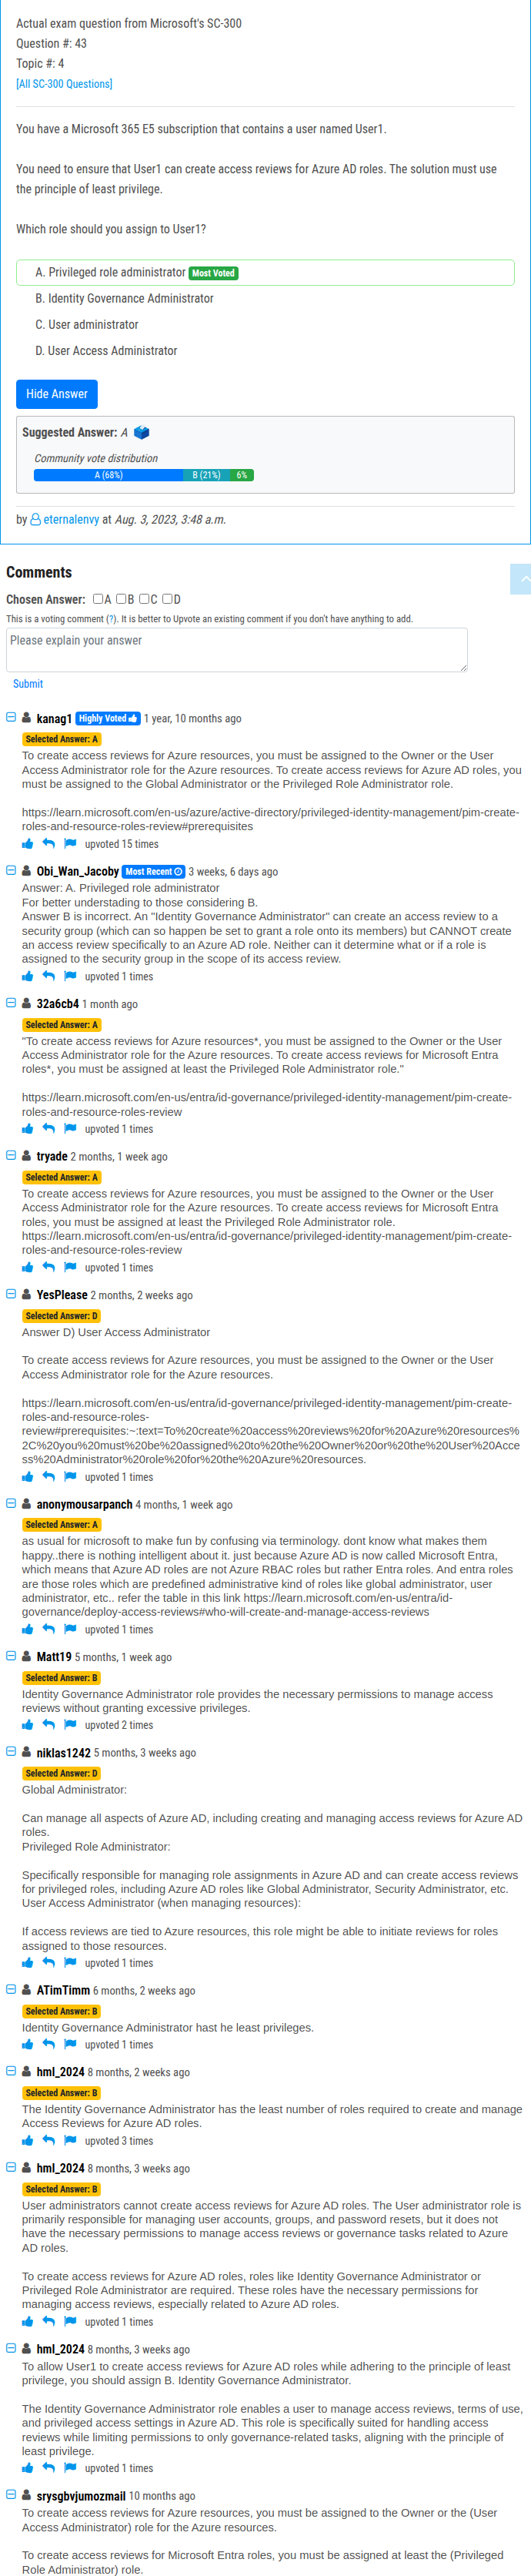 Actual exam question from Microsoft's SC-300
Question #: 43
Topic #: 4
[All SC-300 Questions]
You have a Microsoft 365 E5 subscription that contains a user named User1.
You need to ensure that User1 can create access reviews for Azure AD roles. The solution must use
the principle of least privilege.
Which role should you assign to User1?
A. Privileged role administrator Most Voted
B. Identity Governance Administrator
C. User administrator
D. User Access Administrator
Hide Answer
Suggested Answer: A
Community vote distribution
A (68%) B (21%) 6%
by eternalenvy at Aug. 3, 2023, 3:48 a.m.
Comments
Chosen Answer: A B C D
This is a voting comment (?). It is better to Upvote an existing comment if you don't have anything to add.
Please explain your answer
Submit
kanag1 Highly Voted 1 year, 10 months ago
Selected Answer: A
To create access reviews for Azure resources, you must be assigned to the Owner or the User
Access Administrator role for the Azure resources. To create access reviews for Azure AD roles, you
must be assigned to the Global Administrator or the Privileged Role Administrator role.
https://learn.microsoft.com/en-us/azure/active-directory/privileged-identity-management/pim-create-
roles-and-resource-roles-review#prerequisites
upvoted 15 times
Obi_Wan_Jacoby Most Recent 3 weeks, 6 days ago
Answer: A. Privileged role administrator
For better understading to those considering B.
Answer B is incorrect. An "Identity Governance Administrator" can create an access review to a
security group (which can so happen be set to grant a role onto its members) but CANNOT create
an access review specifically to an Azure AD role. Neither can it determine what or if a role is
assigned to the security group in the scope of its access review.
upvoted 1 times
32a6cb4 1 month ago
Selected Answer: A
"To create access reviews for Azure resources*, you must be assigned to the Owner or the User
Access Administrator role for the Azure resources. To create access reviews for Microsoft Entra
roles*, you must be assigned at least the Privileged Role Administrator role."
https://learn.microsoft.com/en-us/entra/id-governance/privileged-identity-management/pim-create-
roles-and-resource-roles-review
upvoted 1 times
tryade 2 months, 1 week ago
Selected Answer: A
To create access reviews for Azure resources, you must be assigned to the Owner or the User
Access Administrator role for the Azure resources. To create access reviews for Microsoft Entra
roles, you must be assigned at least the Privileged Role Administrator role.
https://learn.microsoft.com/en-us/entra/id-governance/privileged-identity-management/pim-create-
roles-and-resource-roles-review
upvoted 1 times
YesPlease 2 months, 2 weeks ago
Selected Answer: D
Answer D) User Access Administrator
To create access reviews for Azure resources, you must be assigned to the Owner or the User
Access Administrator role for the Azure resources.
https://learn.microsoft.com/en-us/entra/id-governance/privileged-identity-management/pim-create-
roles-and-resource-roles-
review#prerequisites:~:text=To%20create%20access%20reviews%20for%20Azure%20resources%
2C%20you%20must%20be%20assigned%20to%20the%20Owner%20or%20the%20User%20Acce
ss%20Administrator%20role%20for%20the%20Azure%20resources.
upvoted 1 times
anonymousarpanch 4 months, 1 week ago
Selected Answer: A
as usual for microsoft to make fun by confusing via terminology. dont know what makes them
happy..there is nothing intelligent about it. just because Azure AD is now called Microsoft Entra,
which means that Azure AD roles are not Azure RBAC roles but rather Entra roles. And entra roles
are those roles which are predefined administrative kind of roles like global administrator, user
administrator, etc.. refer the table in this link https://learn.microsoft.com/en-us/entra/id-
governance/deploy-access-reviews#who-will-create-and-manage-access-reviews
upvoted 1 times
Matt19 5 months, 1 week ago
Selected Answer: B
Identity Governance Administrator role provides the necessary permissions to manage access
reviews without granting excessive privileges.
upvoted 2 times
niklas1242 5 months, 3 weeks ago
Selected Answer: D
Global Administrator:
Can manage all aspects of Azure AD, including creating and managing access reviews for Azure AD
roles.
Privileged Role Administrator:
Specifically responsible for managing role assignments in Azure AD and can create access reviews
for privileged roles, including Azure AD roles like Global Administrator, Security Administrator, etc.
User Access Administrator (when managing resources):
If access reviews are tied to Azure resources, this role might be able to initiate reviews for roles
assigned to those resources.
upvoted 1 times
ATimTimm 6 months, 2 weeks ago
Selected Answer: B
Identity Governance Administrator hast he least privileges.
upvoted 1 times
hml_2024 8 months, 2 weeks ago
Selected Answer: B
The Identity Governance Administrator has the least number of roles required to create and manage
Access Reviews for Azure AD roles.
upvoted 3 times
hml_2024 8 months, 3 weeks ago
Selected Answer: B
User administrators cannot create access reviews for Azure AD roles. The User administrator role is
primarily responsible for managing user accounts, groups, and password resets, but it does not
have the necessary permissions to manage access reviews or governance tasks related to Azure
AD roles.
To create access reviews for Azure AD roles, roles like Identity Governance Administrator or
Privileged Role Administrator are required. These roles have the necessary permissions for
managing access reviews, especially related to Azure AD roles.
upvoted 1 times
hml_2024 8 months, 3 weeks ago
To allow User1 to create access reviews for Azure AD roles while adhering to the principle of least
privilege, you should assign B. Identity Governance Administrator.
The Identity Governance Administrator role enables a user to manage access reviews, terms of use,
and privileged access settings in Azure AD. This role is specifically suited for handling access
reviews while limiting permissions to only governance-related tasks, aligning with the principle of
least privilege.
upvoted 1 times
srysgbvjumozmail 10 months ago
To create access reviews for Azure resources, you must be assigned to the Owner or the (User
Access Administrator) role for the Azure resources.
To create access reviews for Microsoft Entra roles, you must be assigned at least the (Privileged
Role Administrator) role.